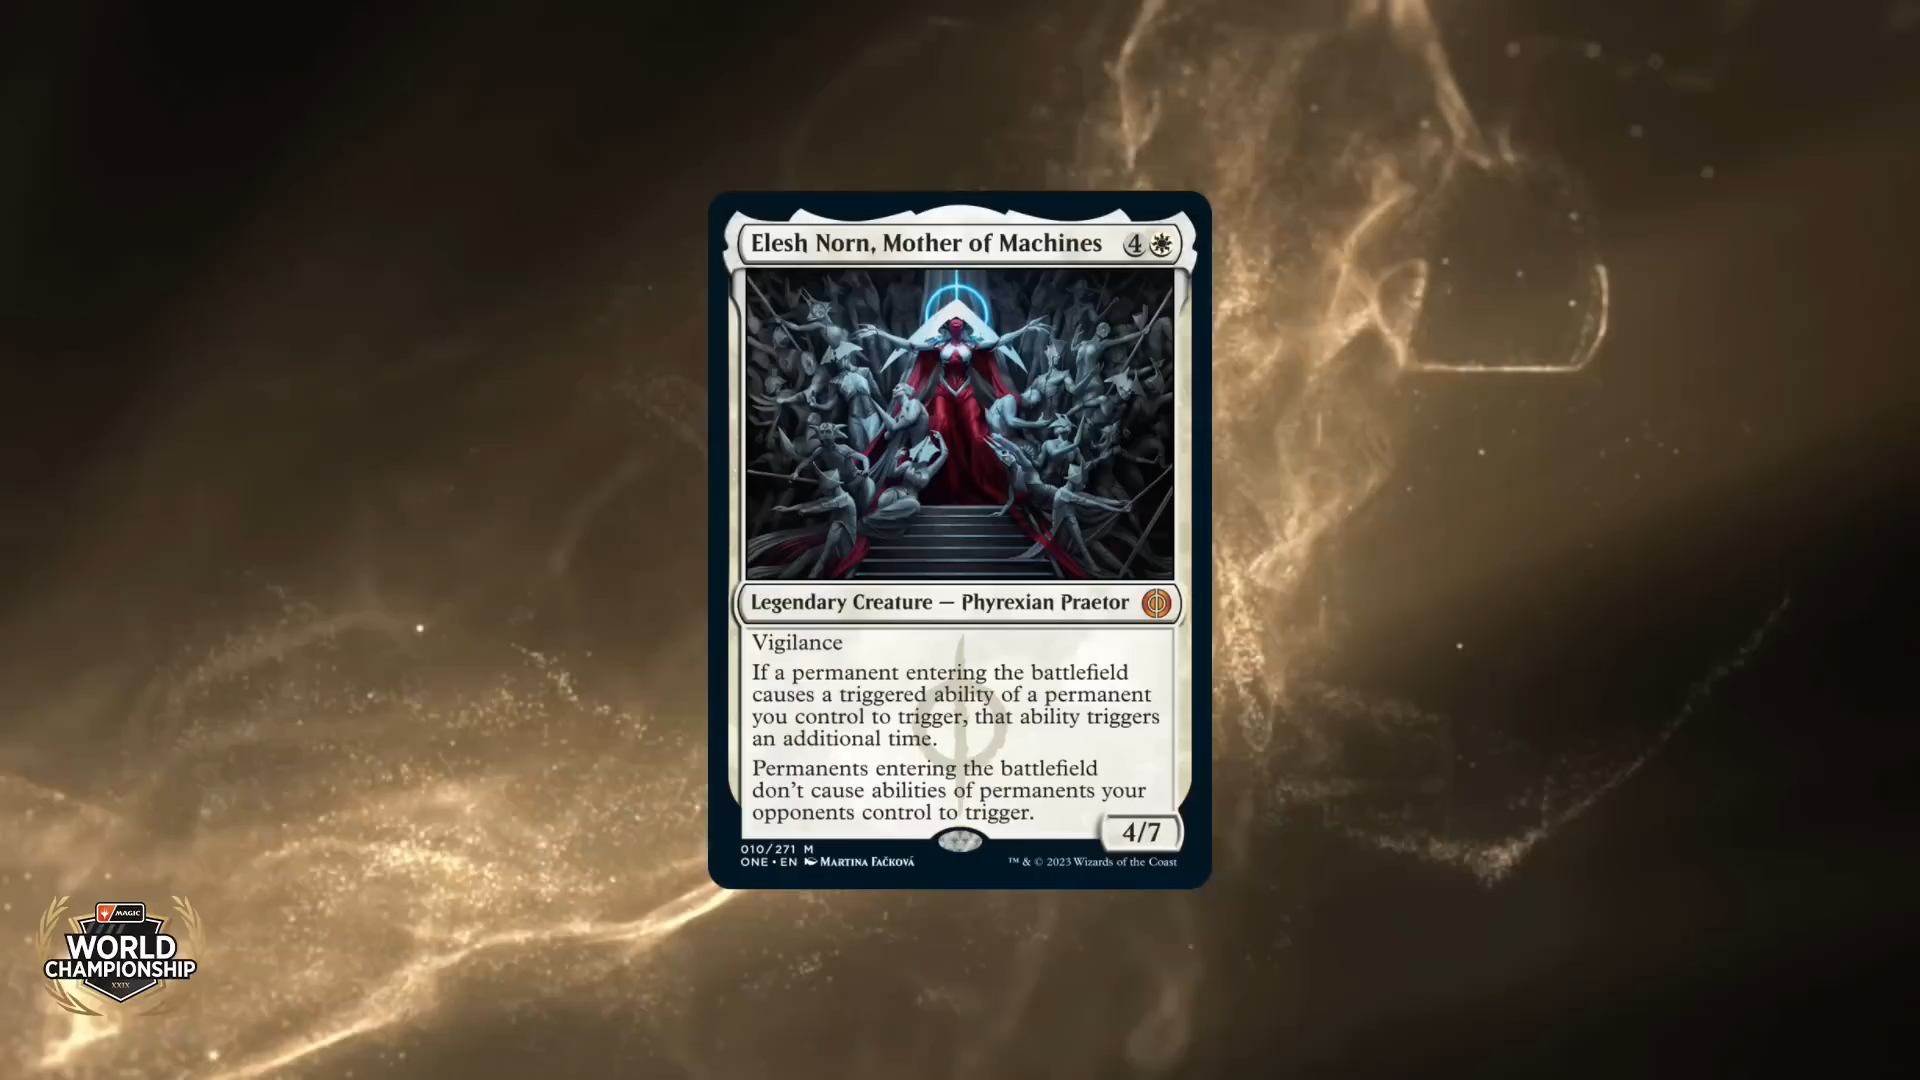 Elesh Norn, Mother of Machines 4
Legendary Creature — Phyrexian Praetor
Vigilance
If a permanent entering the battlefield
causes a triggered ability of a permanent
you control to trigger, that ability triggers
an additional time.
Permanents entering the battlefield
don't cause abilities of permanents your
opponents control to trigger.
4/7
010/271 M
ONE • EN MARTINA FAČKOVÁ
™ & © 2023 Wizards of the Coast
MAGIC
WORLD
CHAMPIONSHIP
XXIX